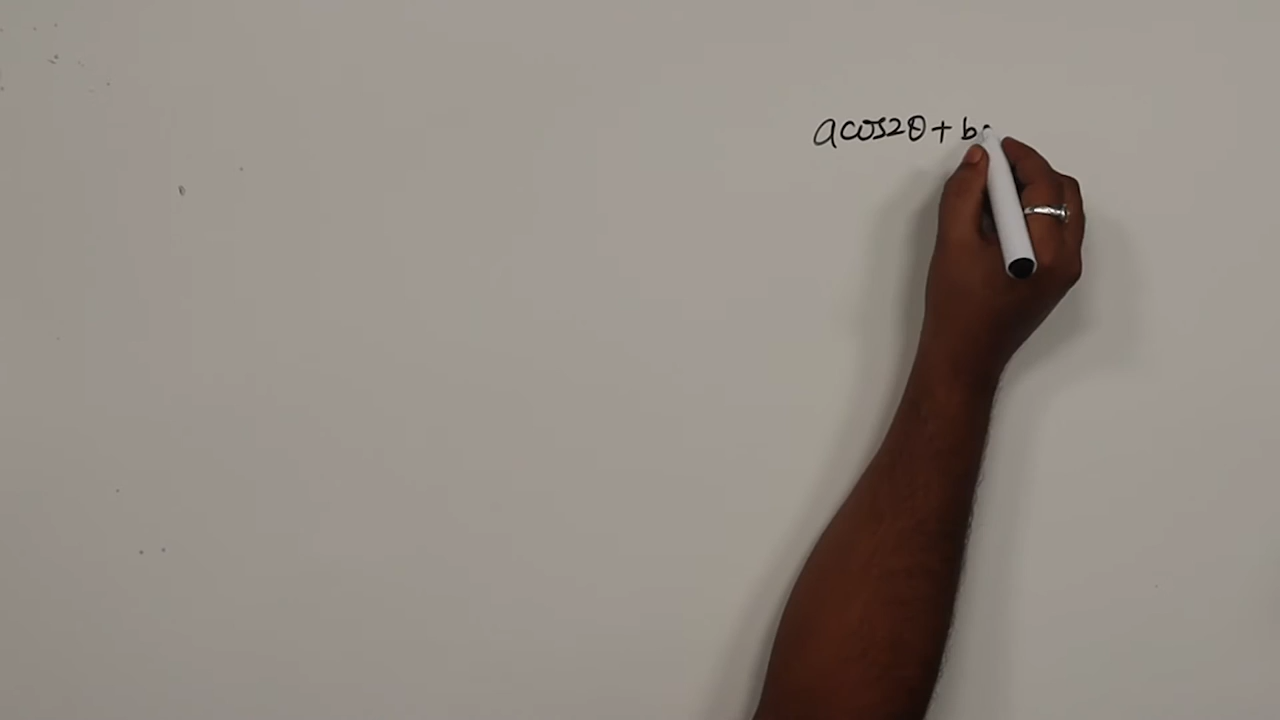 acos2θ + b